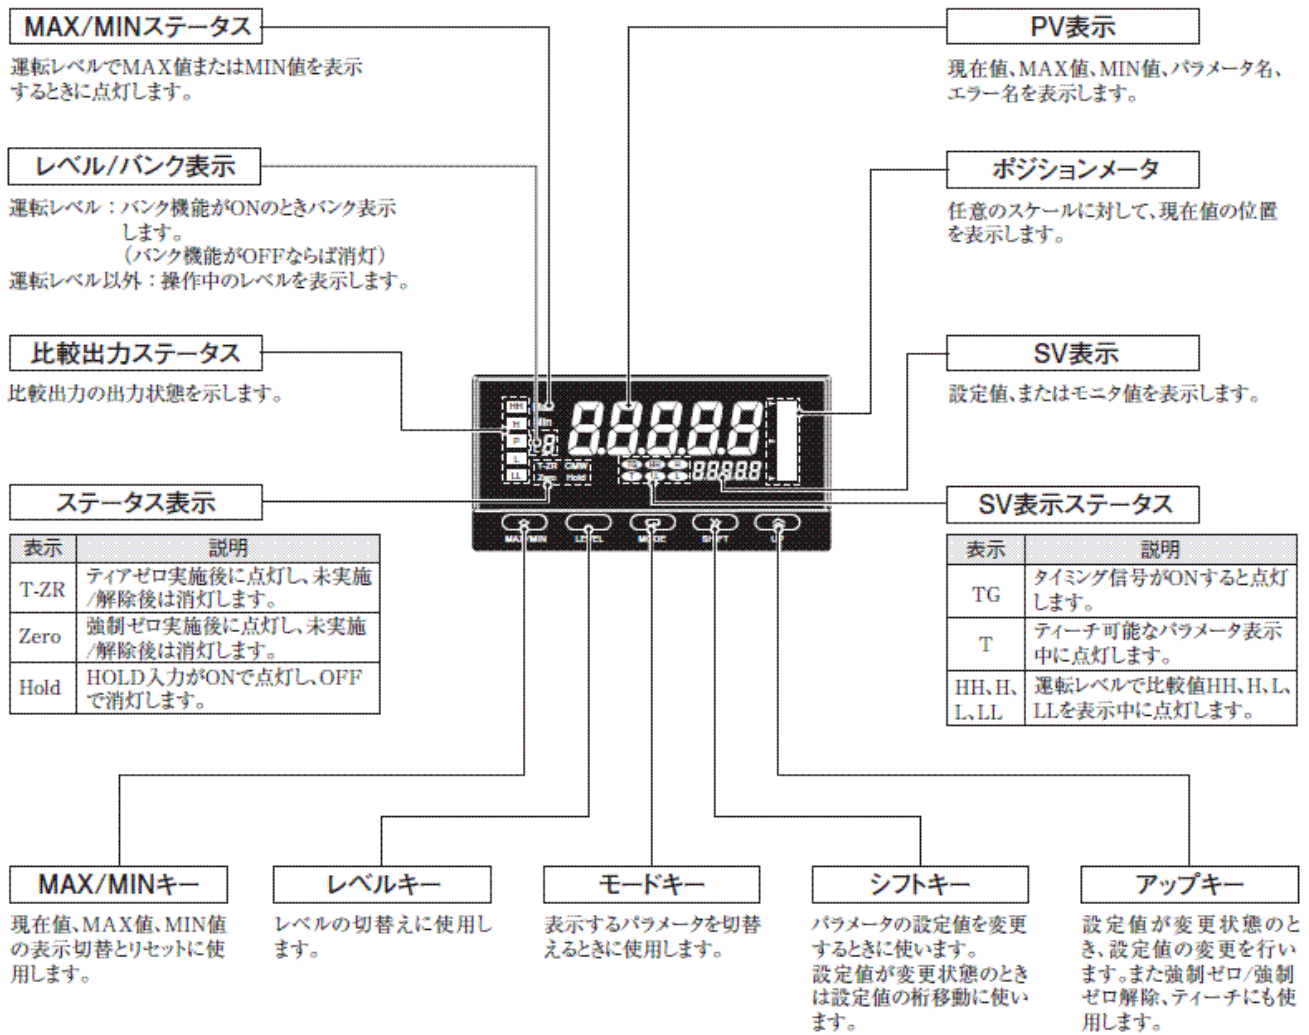 MAX/MINステータス
運転レベルでMAX値またはMIN値を表示
するときに点灯します。
レベル/バンク表示
運転レベル：バンク機能がONのときバンク表示
します。
（バンク機能がOFFならば消灯）
運転レベル以外：操作中のレベルを表示します。
比較出力ステータス
比較出力の出力状態を示します。
ステータス表示
表示 説明
T-ZR ティアゼロ実施後に点灯し、未実施
/解除後は消灯します。
Zero 強制ゼロ実施後に点灯し、未実施
/解除後は消灯します。
Hold HOLD入力がONで点灯し、OFF
で消灯します。
PV表示
現在値、MAX値、MIN値、パラメータ名、
エラー名を表示します。
ポジションメータ
任意のスケールに対して、現在値の位置
を表示します。
SV表示
設定値、またはモニタ値を表示します。
SV表示ステータス
表示 説明
TG タイミング信号がONすると点灯
します。
T ティーチ可能なパラメータ表示
中に点灯します。
HH、H、
L、LL
運転レベルで比較値HH、H、L、
LLを表示中に点灯します。
HH
H
P
L
LL
T-ZR CMW
Zero Hold
TG HH H
T
L
8.8.8.8.8
88888
MAX/MIN LEVEL MODE SHIFT UP
MAX/MINキー
現在値、MAX値、MIN値
の表示切替とリセットに使
用します。
レベルキー
レベルの切替えに使用し
ます。
モードキー
表示するパラメータを切替
えるときに使用します。
シフトキー
パラメータの設定値を変更
するときに使います。
設定値が変更状態のとき
は設定値の桁移動に使い
ます。
アップキー
設定値が変更状態のと
き、設定値の変更を行い
ます。また強制ゼロ/強制
ゼロ解除、ティーチにも使
用します。